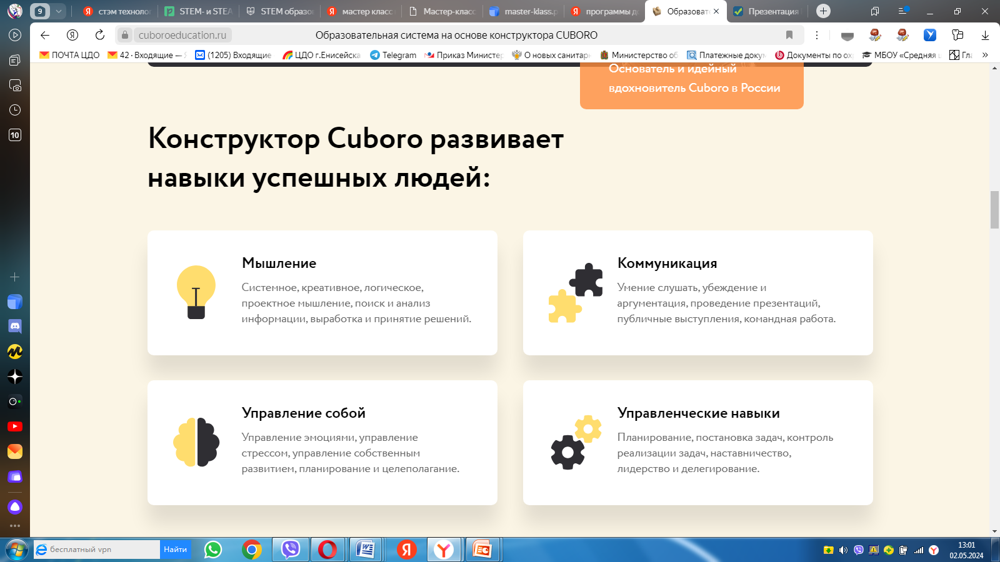 9
стэм технолог
STEM- и STEA
STEM образо
мастер класс
Мастер-класс
master-klass.p
программы д
Образоват
Презентация
cuboroeducation.ru
Образовательная система на основе конструктора CUBORO
ПОЧТА ЦДО
42 · Входящие — Я
(1205) Входящие
ЦДО г.Енисейска
Telegram
Приказ Министер
О новых санитарн
Министерство об
Платежные докум
Документы по охр
МБОУ «Средняя ш
Гла
10
Основатель и идейный
вдохновитель Cuboro в России
Конструктор Cuboro развивает
навыки успешных людей:
Мышление
Системное, креативное, логическое,
проектное мышление, поиск и анализ
информации, выработка и принятие решений.
Коммуникация
Умение слушать, убеждение и
аргументация, проведение презентаций,
публичные выступления, командная работа.
Управление собой
Управление эмоциями, управление
стрессом, управление собственным
развитием, планирование и целеполагание.
Управленческие навыки
Планирование, постановка задач, контроль
реализации задач, наставничество,
лидерство и делегирование.
бесплатный vpn
Найти
13:01
02.05.2024